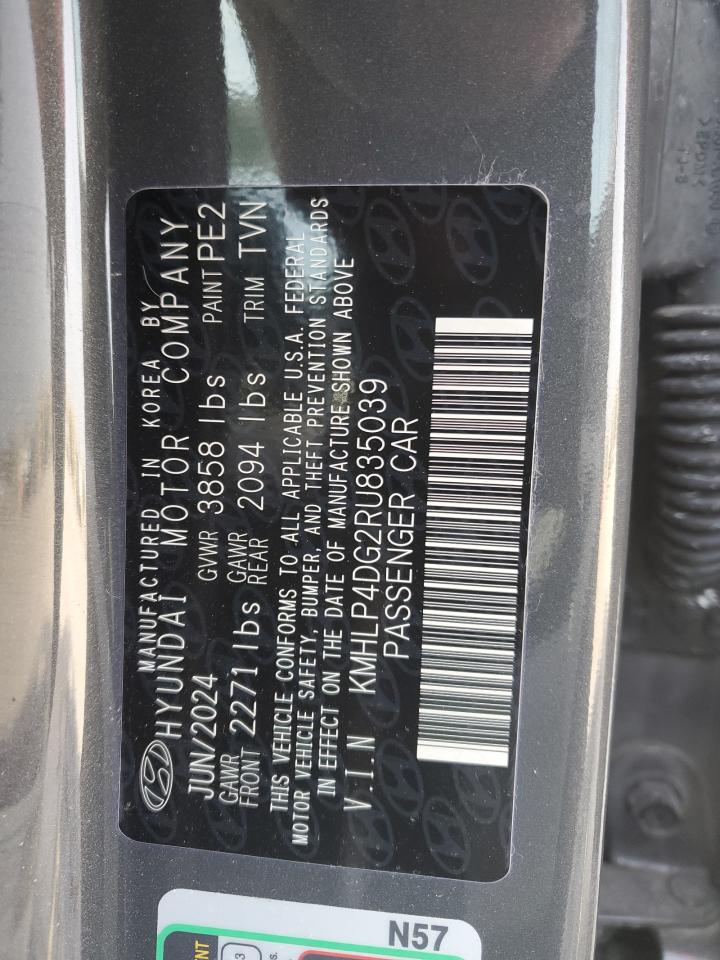 MANUFACTURED IN KOREA BY
HYUNDAI MOTOR COMPANY
JUN/2024 GVWR 3858 lbs PAINT PE2
GAWR FRONT 2271 lbs GAWR REAR 2094 lbs TRIM TVN
THIS VEHICLE CONFORMS TO ALL APPLICABLE U.S.A. FEDERAL
MOTOR VEHICLE SAFETY, BUMPER, AND THEFT PREVENTION STANDARDS
IN EFFECT ON THE DATE OF MANUFACTURE SHOWN ABOVE
V.I.N KMHLP4DG2RU835039
PASSENGER CAR
N57